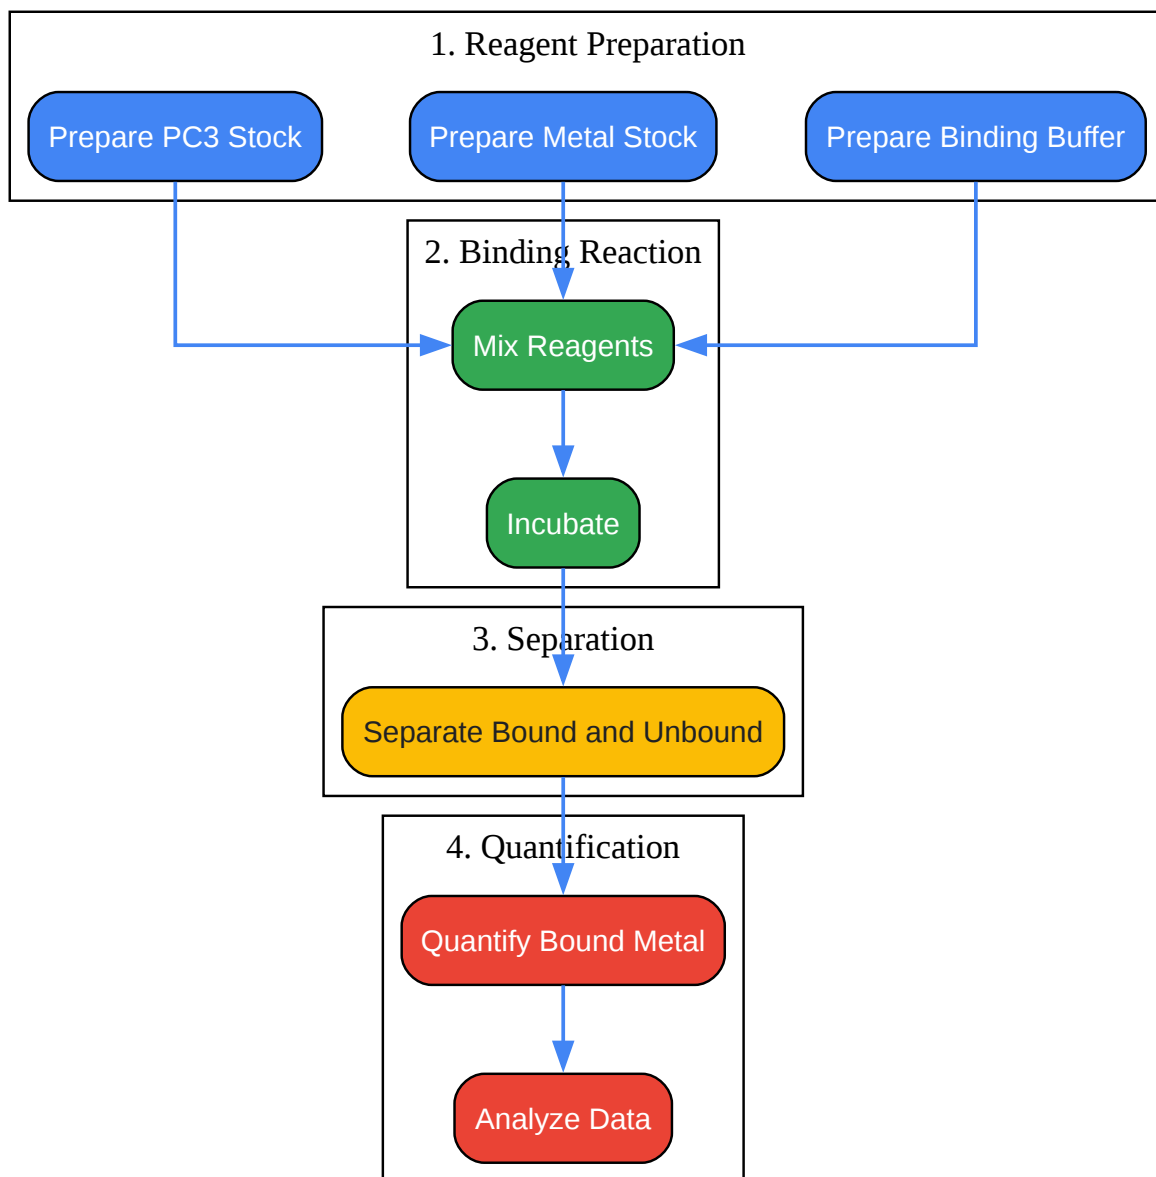 1. Reagent Preparation
Prepare PC3 Stock
Prepare Metal Stock
Prepare Binding Buffer
2. Binding Reaction
Mix Reagents
Incubate
3. Separation
Separate Bound and Unbound
4. Quantification
Quantify Bound Metal
Analyze Data